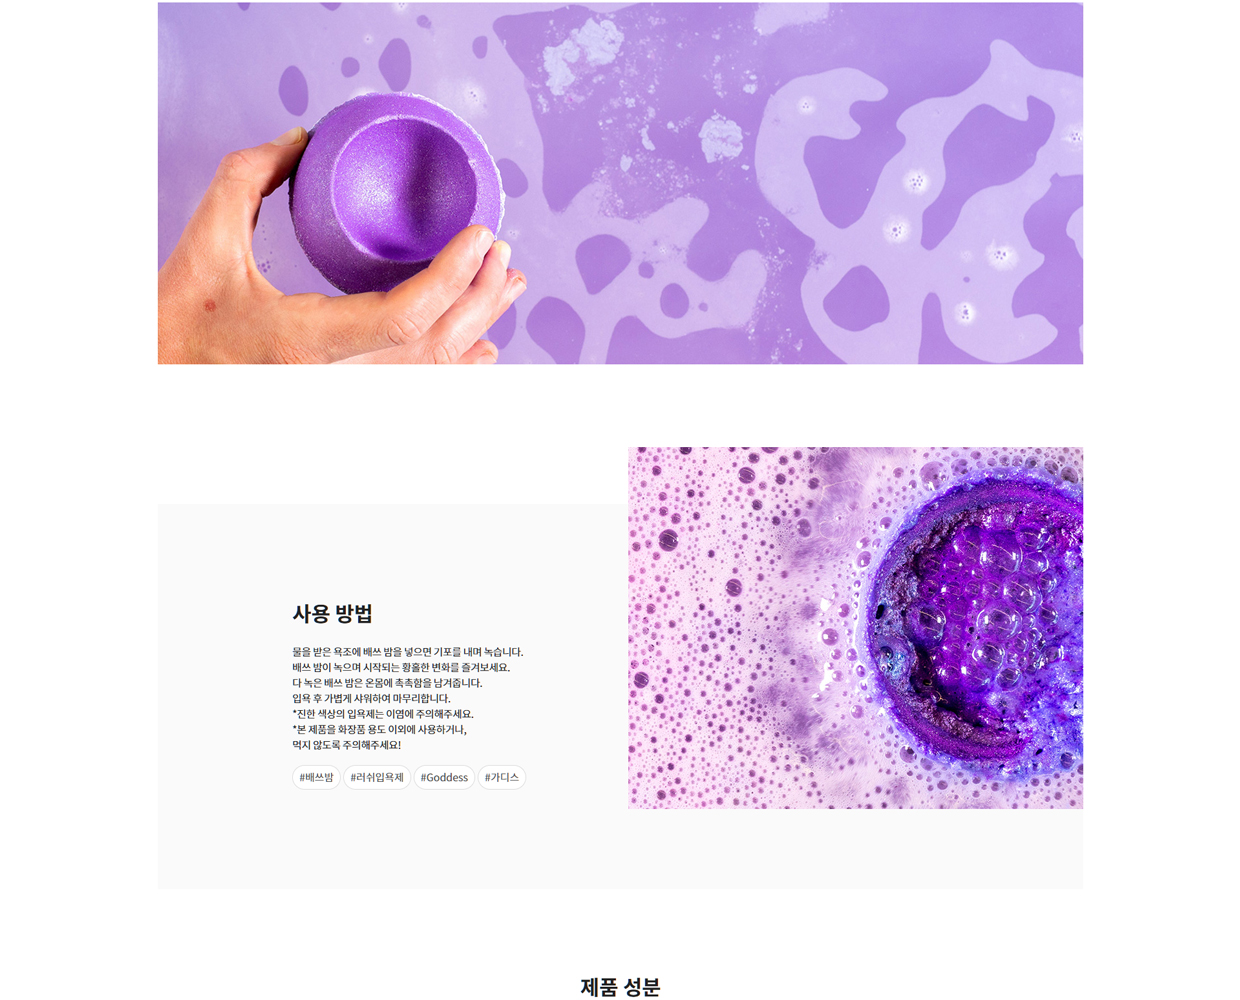 사용 방법
물을 받은 욕조에 배쓰 밤을 넣으면 기포를 내며 녹습니다.
배쓰 밤이 녹으며 시작되는 황홀한 변화를 즐겨보세요.
다 녹은 배쓰 밤은 온몸에 촉촉함을 남겨줍니다.
입욕 후 가볍게 샤워하여 마무리합니다.
*진한 색상의 입욕제는 이염에 주의해주세요.
*본 제품을 화장품 용도 이외에 사용하거나,
먹지 않도록 주의해주세요!
#배쓰밤 #러쉬입욕제 #Goddess #가디스
제품 성분